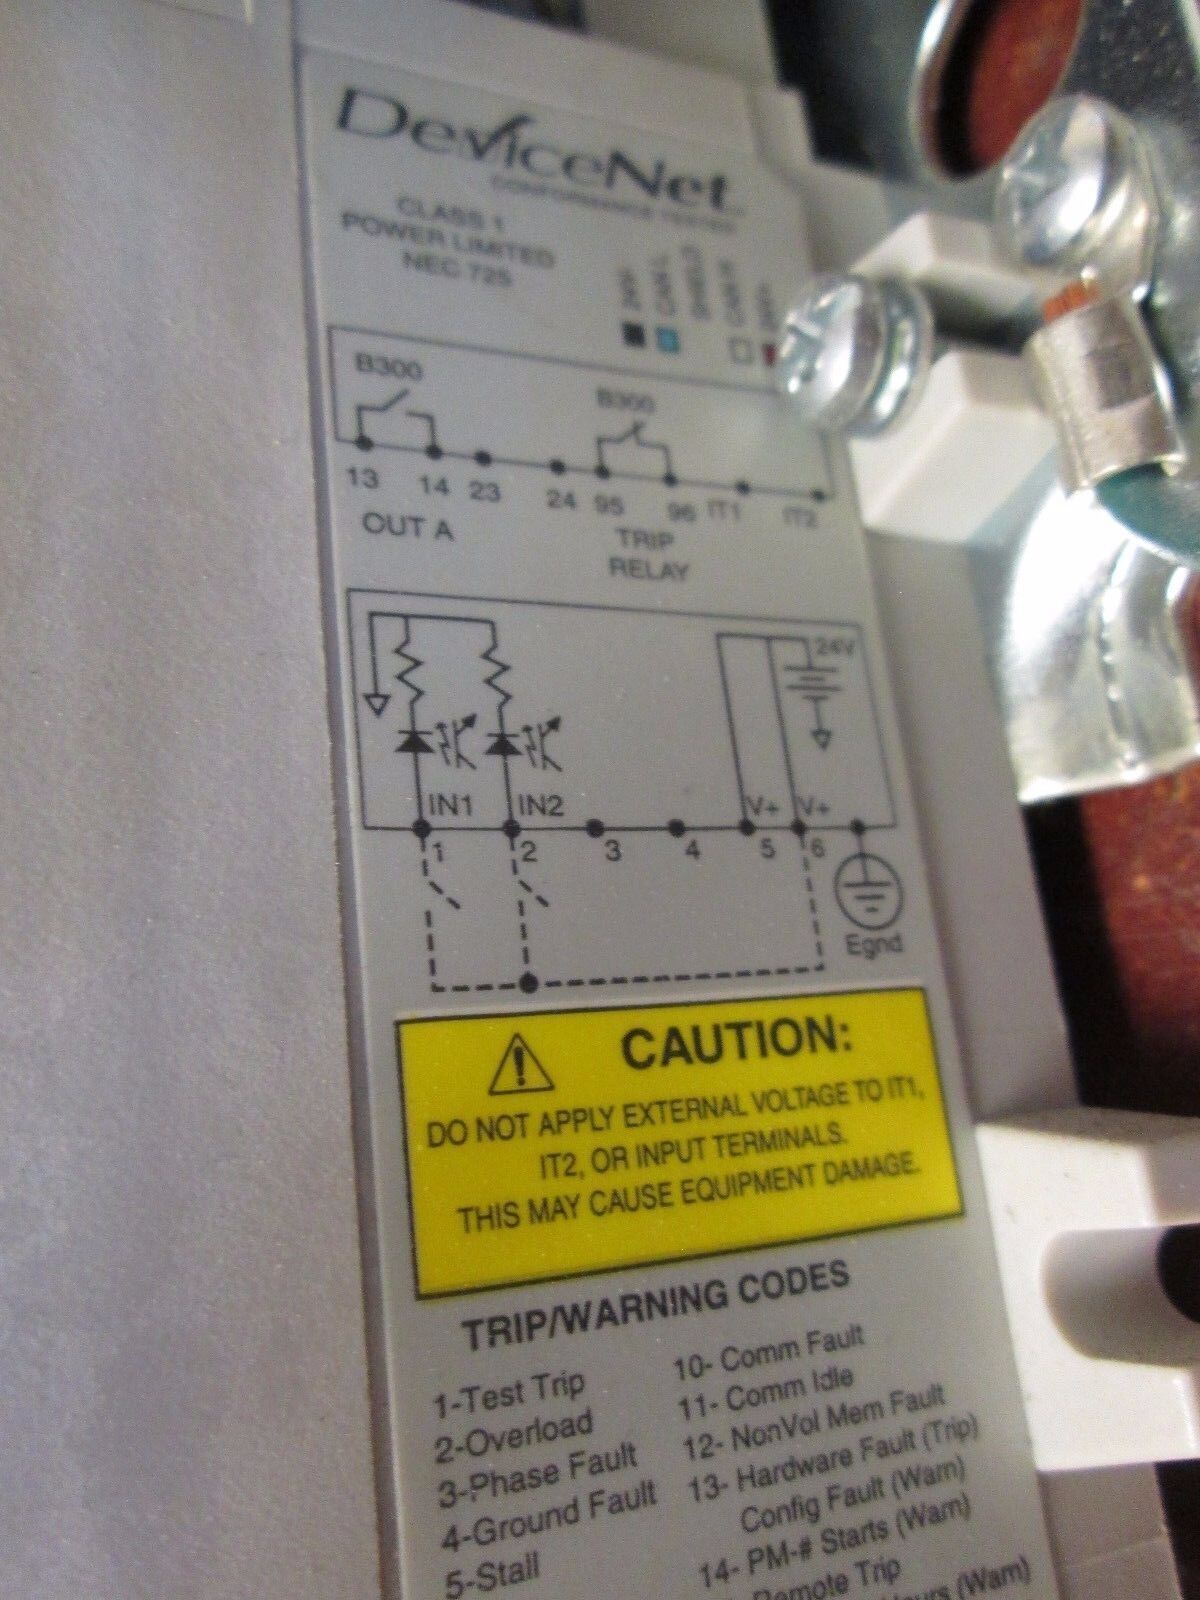 DeviceNet
CONFORMANCE TESTED
CLASS 1
POWER LIMITED
NEC 725
SHIELD
B300
B300
13 14 23 24 95 96 IT1 IT2
OUT A
TRIP
RELAY
24V
IN1 IN2 V+ V+
1 2 3 4 5 6
Egnd
CAUTION:
DO NOT APPLY EXTERNAL VOLTAGE TO IT1,
IT2, OR INPUT TERMINALS.
THIS MAY CAUSE EQUIPMENT DAMAGE.
TRIP/WARNING CODES
1-Test Trip
2-Overload
3-Phase Fault
4-Ground Fault
5-Stall
10- Comm Fault
11- Comm Idle
12- NonVol Mem Fault
13- Hardware Fault (Trip)
Config Fault (Warn)
14- PM-# Starts (Warn)
Remote Trip
(Warn)